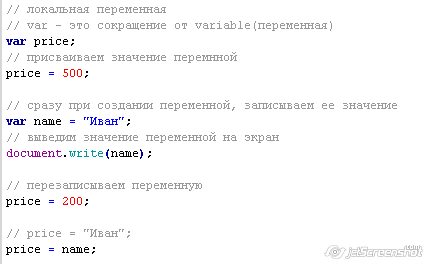 // локальная переменная
// var - это сокращение от variable(переменная)
var price;
// присваиваем значение перемнной
price = 500;
// сразу при создании переменной, записываем ее значение
var name = "Иван";
// выведим значение переменной на экран
document.write(name);
// перезаписываем переменную
price = 200;
// price = "Иван";
price = name;
jetScreenshot